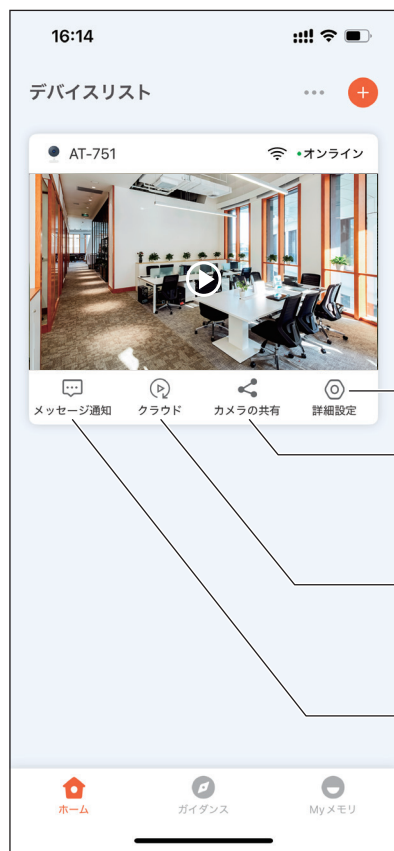 16:14
デバイスリスト
AT-751
オンライン
メッセージ通知 クラウド カメラの共有 詳細設定
ホーム ガイダンス Myメモリ